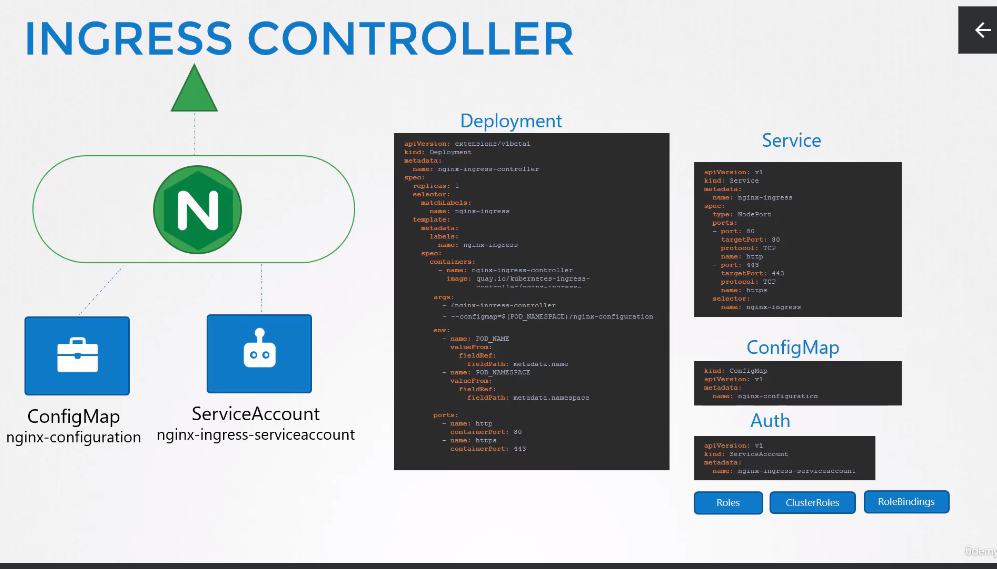 INGRESS CONTROLLER
N
ConfigMap
nginx-configuration
ServiceAccount
nginx-ingress-serviceaccount
Deployment
apiVersion: extensions/v1beta1
kind: Deployment
metadata:
name: nginx-ingress-controller
spec:
replicas: 1
selector:
matchLabels:
name: nginx-ingress
template:
metadata:
labels:
name: nginx-ingress
spec:
containers:
- name: nginx-ingress-controller
image: quay.io/kubernetes-ingress-
controller/nginx-ingress-
args:
- /nginx-ingress-controller
- --configmap=$(POD_NAMESPACE)/nginx-configuration
env:
- name: POD_NAME
valueFrom:
fieldRef:
fieldPath: metadata.name
- name: POD_NAMESPACE
valueFrom:
fieldRef:
fieldPath: metadata.namespace
ports:
- name: http
containerPort: 80
- name: https
containerPort: 443
Service
apiVersion: v1
kind: Service
metadata:
name: nginx-ingress
spec:
type: NodePort
ports:
- port: 80
targetPort: 80
protocol: TCP
name: http
- port: 443
targetPort: 443
protocol: TCP
name: https
selector:
name: nginx-ingress
ConfigMap
kind: ConfigMap
apiVersion: v1
metadata:
name: nginx-configuration
Auth
apiVersion: v1
kind: ServiceAccount
metadata:
name: nginx-ingress-serviceaccount
Roles
ClusterRoles
RoleBindings
Udemy